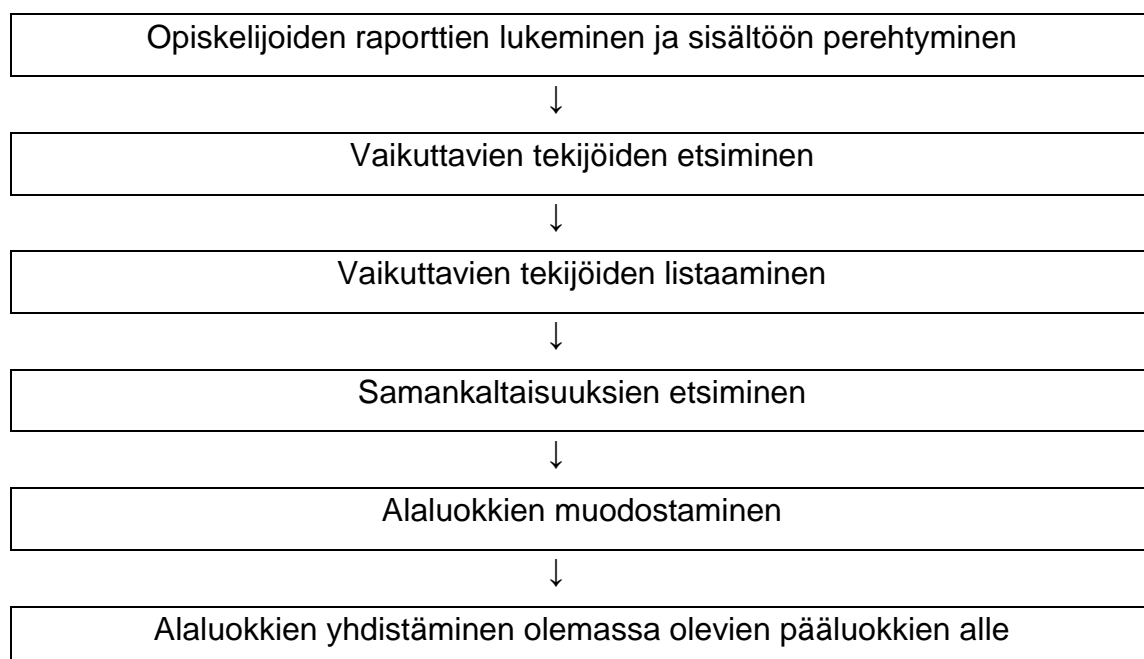 Opiskelijoiden raporttien lukeminen ja sisältöön perehtyminen
↓
Vaikuttavien tekijöiden etsiminen
↓
Vaikuttavien tekijöiden listaaminen
↓
Samankaltaisuuksien etsiminen
↓
Alaluokkien muodostaminen
↓
Alaluokkien yhdistäminen olemassa olevien pääluokkien alle